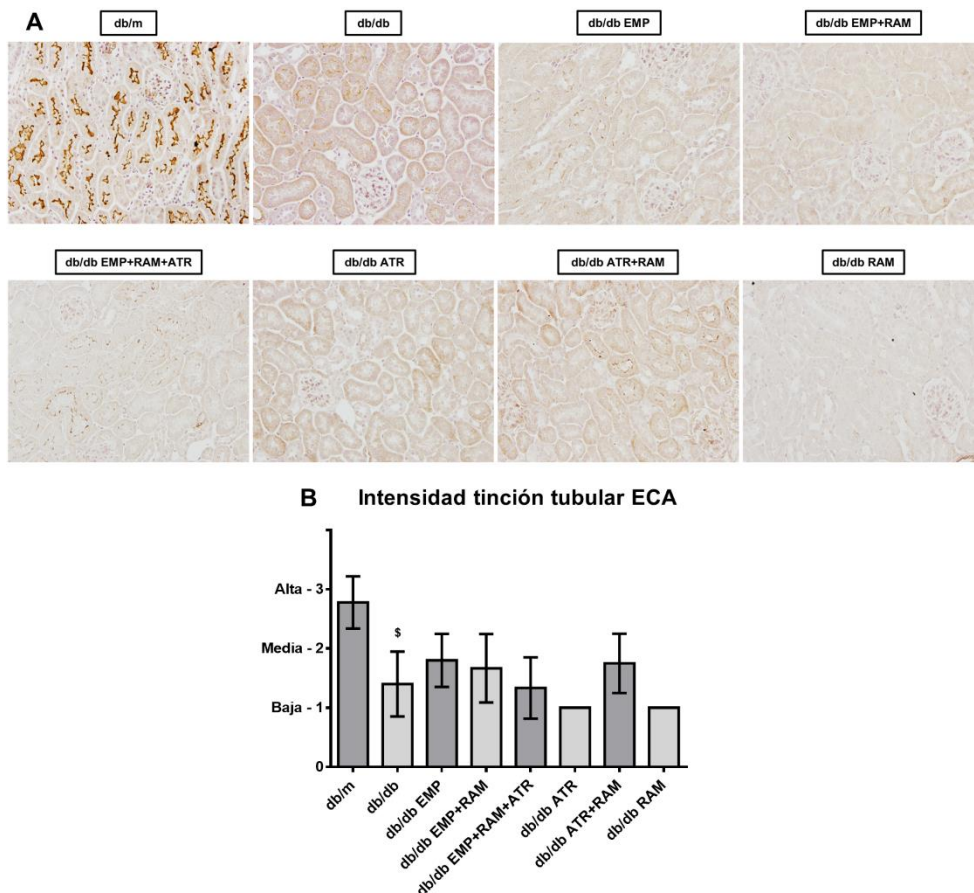 A
db/m
db/db
db/db EMP
db/db EMP+RAM
db/db EMP+RAM+ATR
db/db ATR
db/db ATR+RAM
db/db RAM
B Intensidad tinción tubular ECA
Alta - 3
Media - 2
Baja - 1
0
$
db/m
db/db
db/db EMP
db/db EMP+RAM
db/db EMP+RAM+ATR
db/db ATR
db/db ATR+RAM
db/db RAM